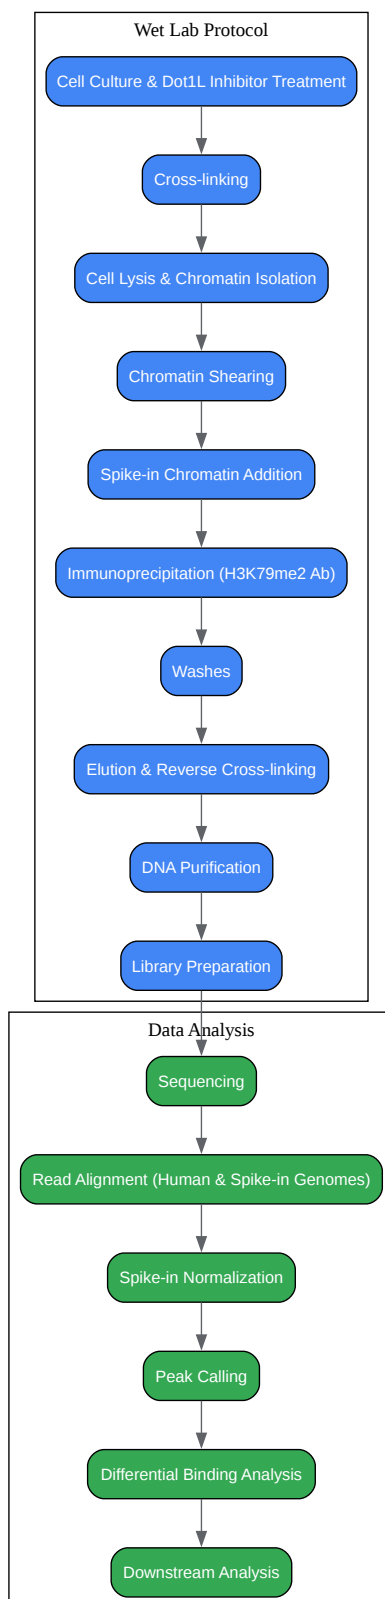 Wet Lab Protocol
Cell Culture & Dot1L Inhibitor Treatment
Cross-linking
Cell Lysis & Chromatin Isolation
Chromatin Shearing
Spike-in Chromatin Addition
Immunoprecipitation (H3K79me2 Ab)
Washes
Elution & Reverse Cross-linking
DNA Purification
Library Preparation
Data Analysis
Sequencing
Read Alignment (Human & Spike-in Genomes)
Spike-in Normalization
Peak Calling
Differential Binding Analysis
Downstream Analysis